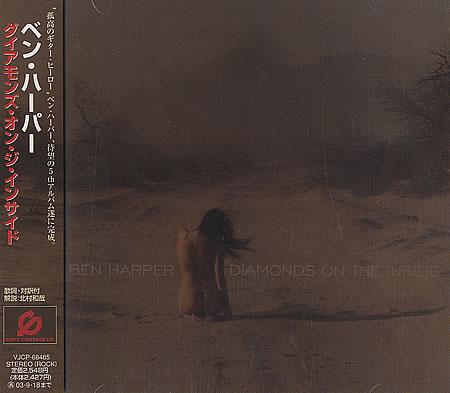 ベン・ハーパー
ダイアモンズ・オン・ジ・インサイド
“孤高のギター・ヒーロー”ベン・ハーパー、待望の5thアルバム遂に完成。
歌詞・対訳付
解説:北村和哉
COPY CONTROL CD
VJCP-68485
STEREO (ROCK)
定価2,548円
(本体2,427円)
Ⓡ03・9・18まで
BEN HARPER DIAMONDS ON THE INSIDE